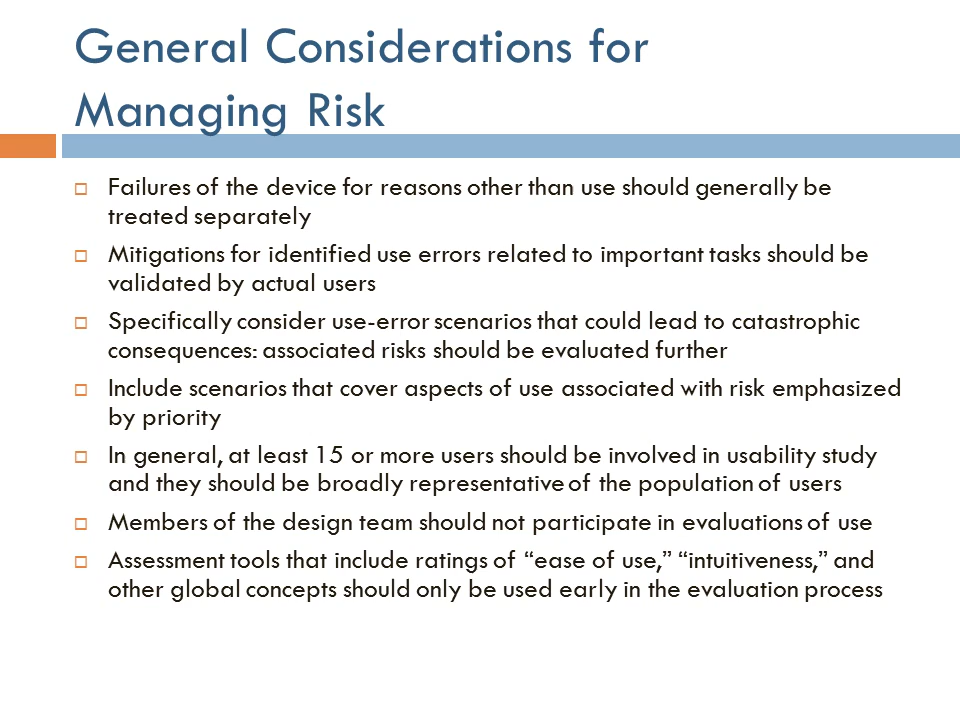 General Considerations for
Managing Risk
Failures of the device for reasons other than use should generally be
treated separately
Mitigations for identified use errors related to important tasks should be
validated by actual users
Specifically consider use-error scenarios that could lead to catastrophic
consequences: associated risks should be evaluated further
Include scenarios that cover aspects of use associated with risk emphasized
by priority
In general, at least 15 or more users should be involved in usability study
and they should be broadly representative of the population of users
Members of the design team should not participate in evaluations of use
Assessment tools that include ratings of “ease of use,” “intuitiveness,” and
other global concepts should only be used early in the evaluation process